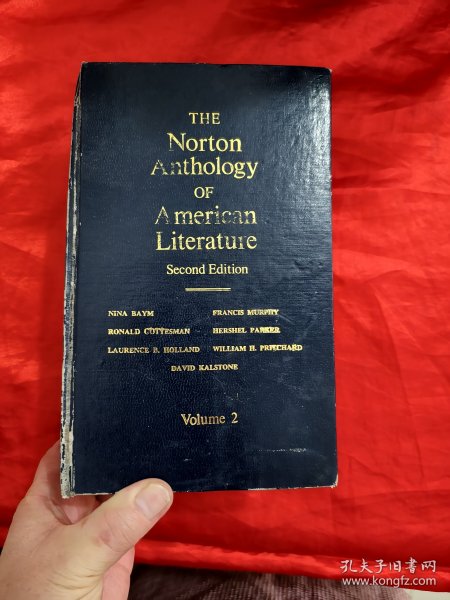 THE
Norton
Anthology
OF
American
Literature
Second Edition
NINA BAYM FRANCIS MURPHY
RONALD GOTTESMAN HERSHEL PARKER
LAURENCE B. HOLLAND WILLIAM H. PRITCHARD
DAVID KALSTONE
Volume 2
孔夫子旧书网
www.kongfz.com